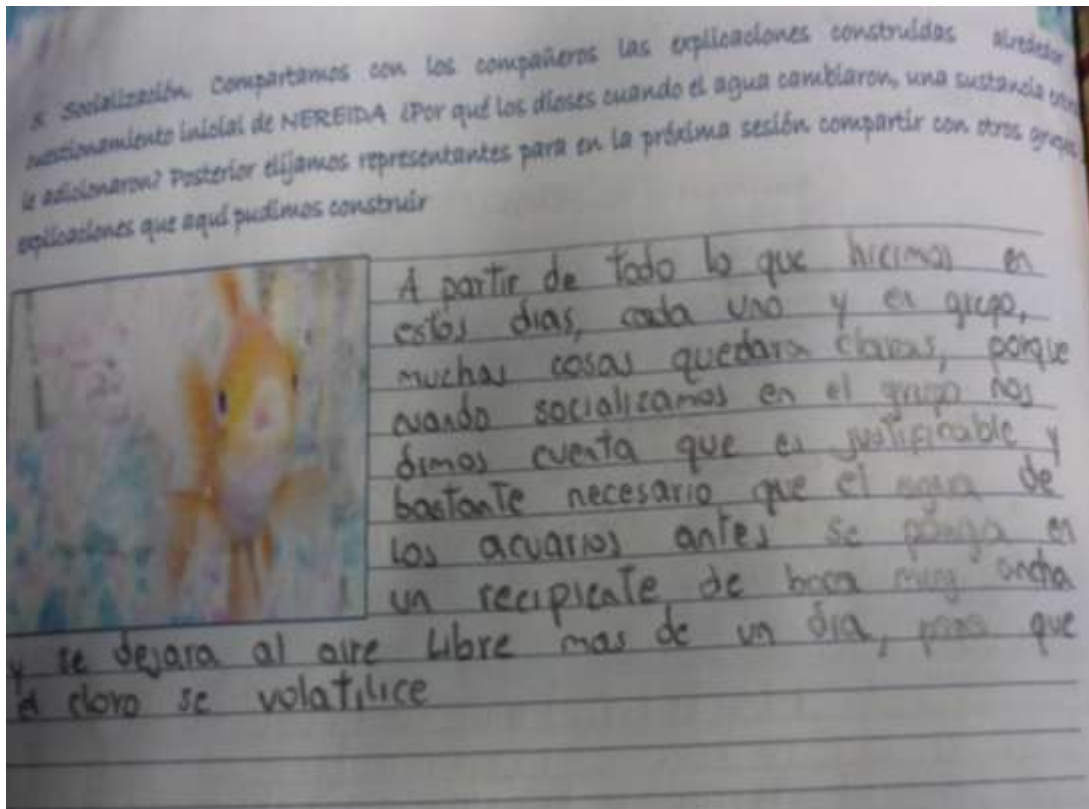 5. Socialización. Compartamos con los compañeros las explicaciones construidas alrededor
cuestionamiento inicial de NEREIDA ¿Por qué los dioses cuando el agua cambiaron, una sustancia
le adicionaron? Posterior elijamos representantes para en la próxima sesión compartir con otros grupos
explicaciones que aquí pudimos construir
A partir de todo lo que hicimos en
estos dias, cada uno y en grupo,
muchas cosas quedara claras, porque
cuando socializamos en el grupo nos
dimos cuenta que es justificable y
bastante necesario que el agua de
los acuarios antes se ponga en
un recipiente de boca muy ancha
y se dejara al aire libre mas de un dia, que
el cloro se volatilice